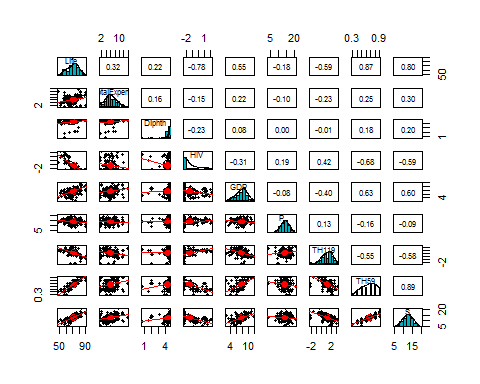 2 10 -2 1 5 20 0.3 0.9
Life 0.32 0.22 -0.78 0.55 -0.18 -0.59 0.87 0.80 50
2 talExpen 0.16 -0.15 0.22 -0.10 -0.23 0.25 0.30
Diphth -0.23 0.08 0.00 -0.01 0.18 0.20 1
-2 HIV -0.31 0.19 0.42 -0.68 -0.59
GDP -0.08 -0.40 0.63 0.60 4
5 P 0.13 -0.16 -0.09
TH119 -0.55 -0.58 -2
0.3 TH59 0.89
S 5 20
50 90 1 4 4 10 -2 2 5 15